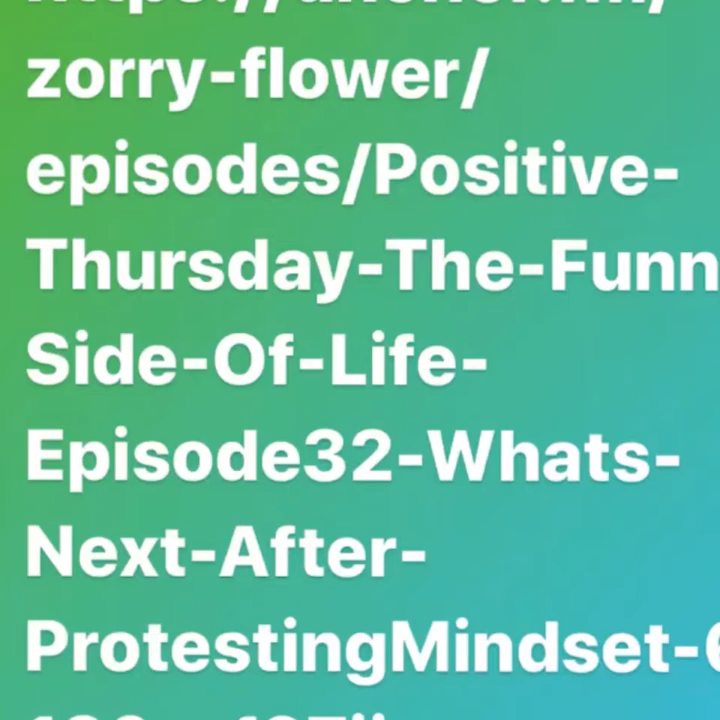 zorry-flower/
episodes/Positive-
Thursday-The-Funn
Side-Of-Life-
Episode32-Whats-
Next-After-
ProtestingMindset-